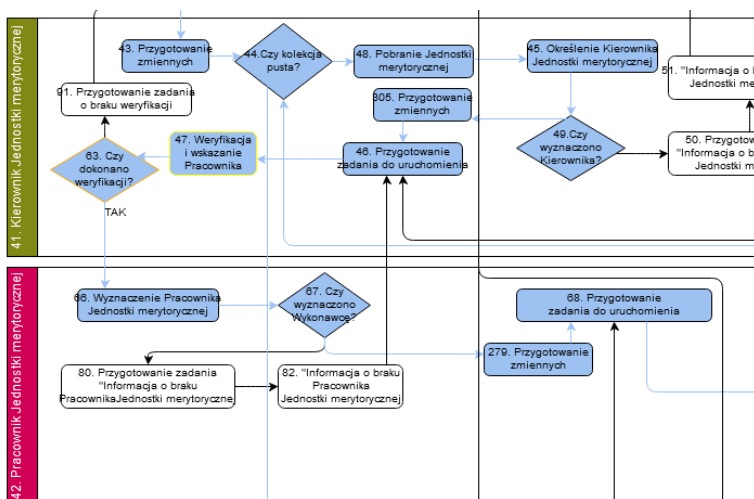 41. Kierownik Jednostki merytorycznej
43. Przygotowanie
zmiennych
44.Czy kolekcja
pusta?
48. Pobranie Jednostki
merytorycznej
45. Określenie Kierownika
Jednostki merytorycznej
51. "Informacja o
Jednostki me
91. Przygotowanie zadania
o braku weryfikacji
305. Przygotowanie
zmiennych
63. Czy
dokonano
weryfikacji?
47. Weryfikacja
i wskazanie
Pracownika
46. Przygotowanie
zadania do uruchomienia
49.Czy
wyznaczono
Kierownika?
50. Przygotow
"Informacja o b
Jednostki m
TAK
42. Pracownik Jednostki merytorycznej
66. Wyznaczenie Pracownika
Jednostki merytorycznej
67. Czy
wyznaczono
Wykonawcę?
68. Przygotowanie
zadania do uruchomienia
279. Przygotowanie
zmiennych
80. Przygotowanie zadania
"Informacja o braku
PracownikaJednostki merytorycznej
82. "Informacja o braku
Pracownika
Jednostki merytorycznej